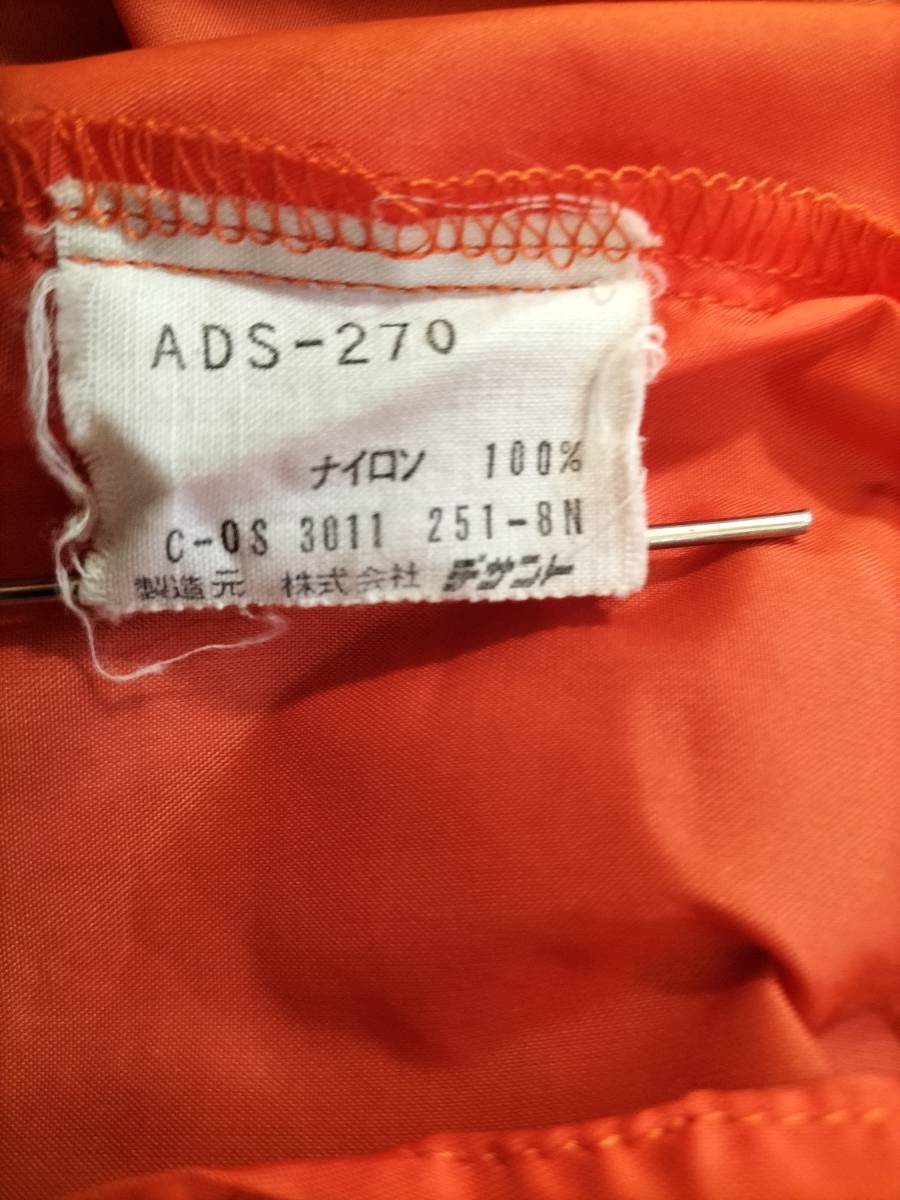 ADS-270
ナイロン 100%
C-0S 3011 251-8N
製造元 株式会社 デサント